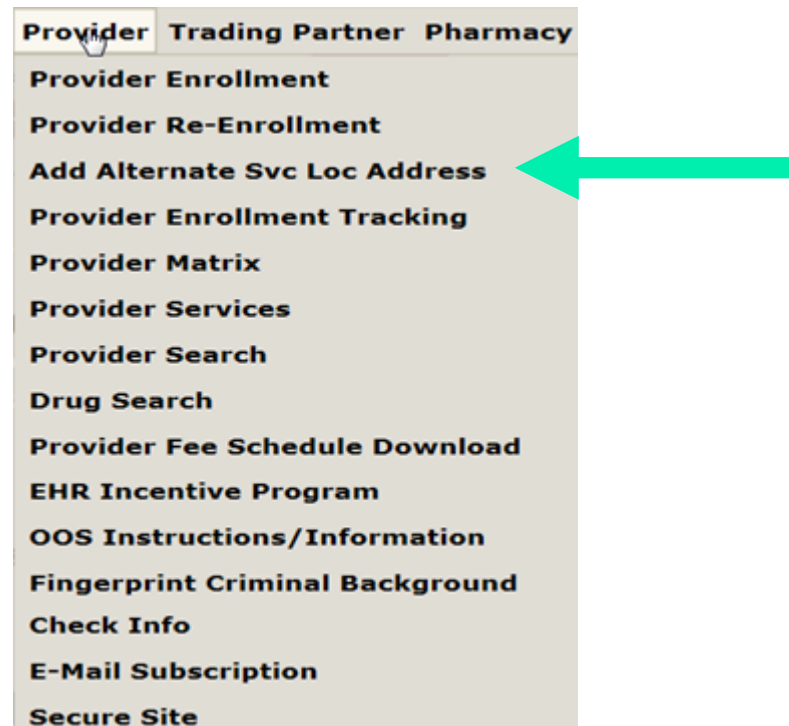 Provider Trading Partner Pharmacy
Provider Enrollment
Provider Re-Enrollment
Add Alternate Svc Loc Address
Provider Enrollment Tracking
Provider Matrix
Provider Services
Provider Search
Drug Search
Provider Fee Schedule Download
EHR Incentive Program
OOS Instructions/Information
Fingerprint Criminal Background
Check Info
E-Mail Subscription
Secure Site